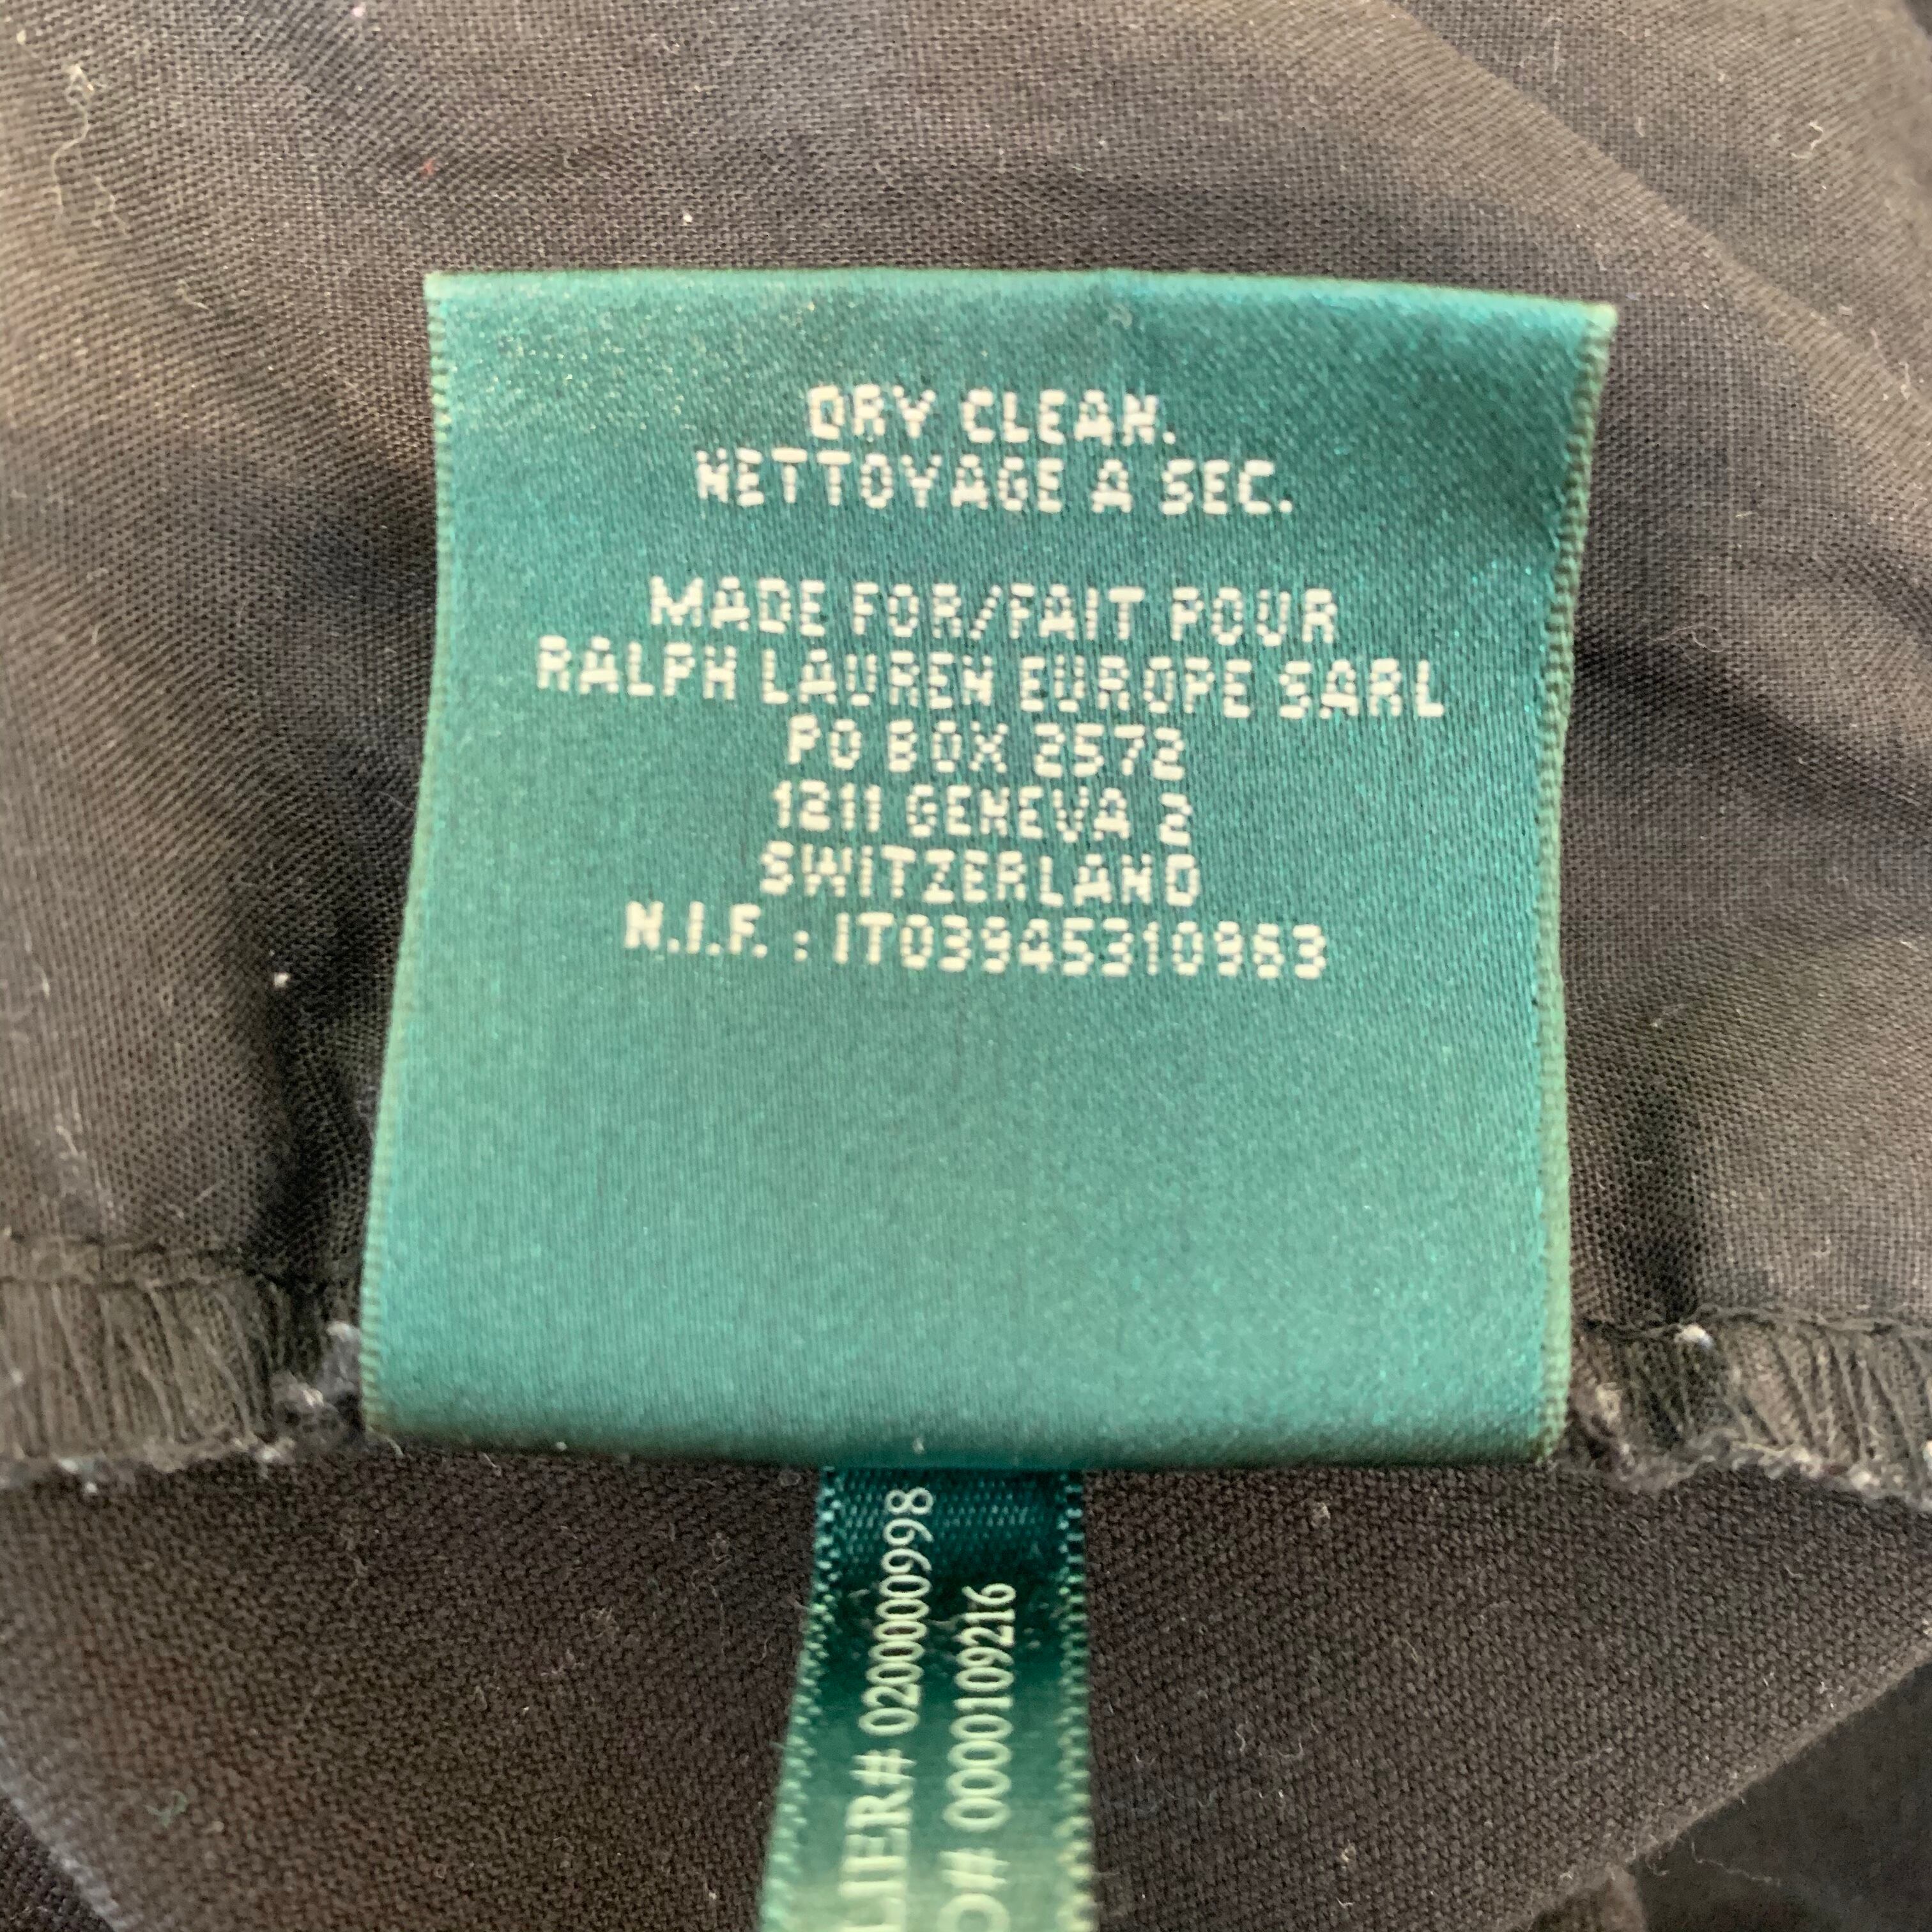 DRY CLEAN.
NETTOYAGE A SEC.
MADE FOR/FAIT POUR
RALPH LAUREN EUROPE SARL
PO BOX 2572
1211 GENEVA 2
SWITZERLAND
N.I.F. : IT03945310963
LIER# 0200000998
O# 0000109216